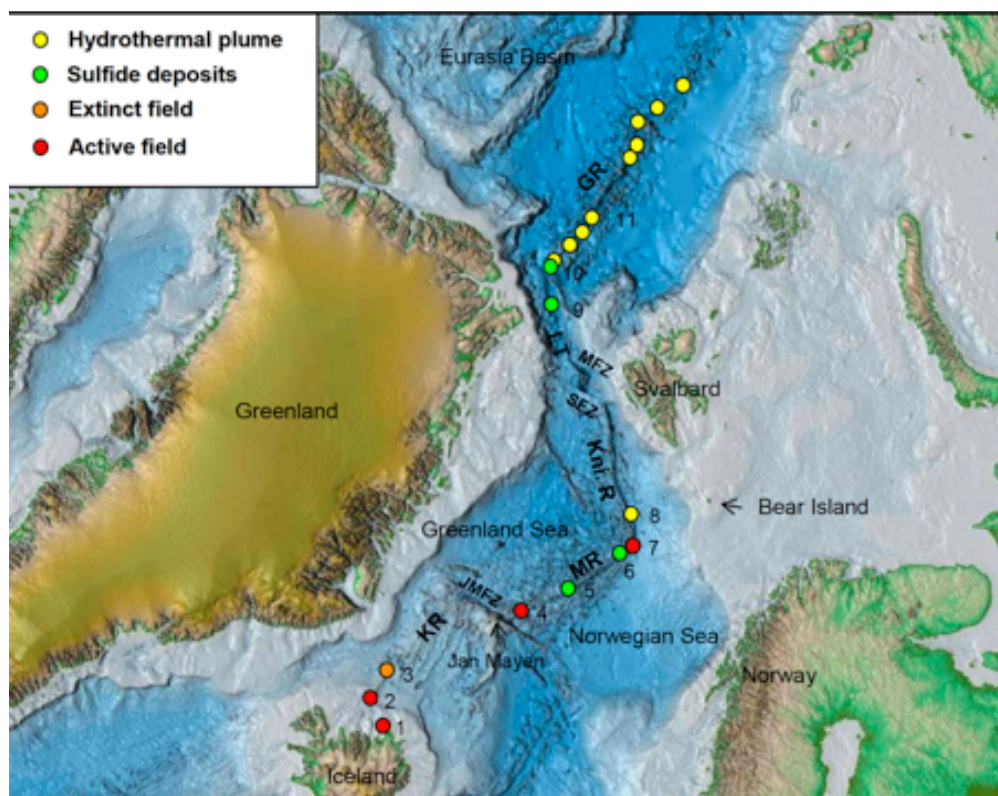 Hydrothermal plume
Sulfide deposits
Extinct field
Active field
Eurasia Basin
GR
11
10
9
LT
MFZ
Svalbard
SFZ
Greenland
Kni. R
Bear Island
8
Greenland Sea
7
6
MR
5
JMFZ
4
KR
Norwegian Sea
Jan Mayen
3
Norway
2
1
Iceland